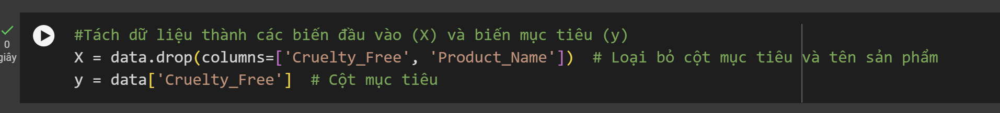 #Tách dữ liệu thành các biến đầu vào (X) và biến mục tiêu (y)
X = data.drop(columns=['Cruelty_Free', 'Product_Name'])  # Loại bỏ cột mục tiêu và tên sản phẩm
y = data['Cruelty_Free']  # Cột mục tiêu
0
giây